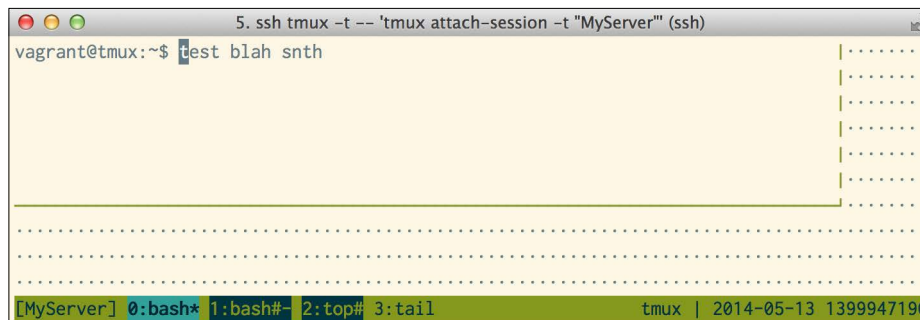 5. ssh tmux -t -- 'tmux attach-session -t "MyServer"' (ssh)
vagrant@tmux:~$ test blah snth
[MyServer] 0:bash* 1:bash#- 2:top# 3:tail tmux | 2014-05-13 1399947190